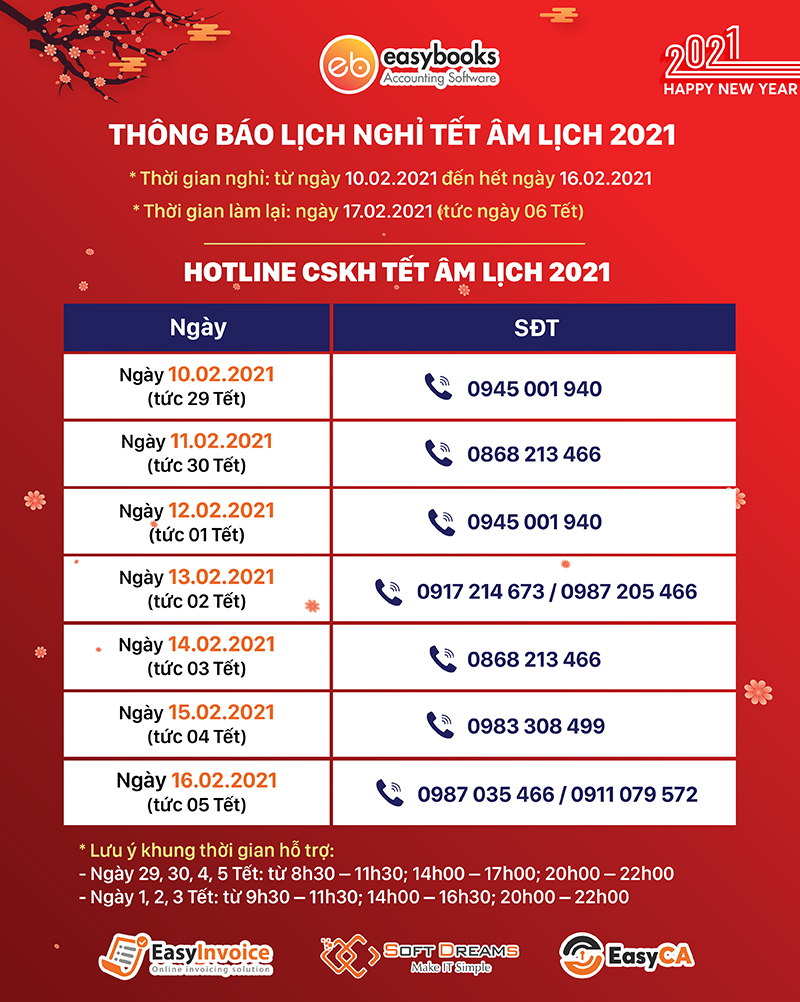 eb easybooks
Accounting Software
2021
HAPPY NEW YEAR
THÔNG BÁO LỊCH NGHỈ TẾT ÂM LỊCH 2021
* Thời gian nghỉ: từ ngày 10.02.2021 đến hết ngày 16.02.2021
* Thời gian làm lại: ngày 17.02.2021 (tức ngày 06 Tết)
HOTLINE CSKH TẾT ÂM LỊCH 2021
Ngày SĐT
Ngày 10.02.2021
(tức 29 Tết)
0945 001 940
Ngày 11.02.2021
(tức 30 Tết)
0868 213 466
Ngày 12.02.2021
(tức 01 Tết)
0945 001 940
Ngày 13.02.2021
(tức 02 Tết)
0917 214 673 / 0987 205 466
Ngày 14.02.2021
(tức 03 Tết)
0868 213 466
Ngày 15.02.2021
(tức 04 Tết)
0983 308 499
Ngày 16.02.2021
(tức 05 Tết)
0987 035 466 / 0911 079 572
* Lưu ý khung thời gian hỗ trợ:
- Ngày 29, 30, 4, 5 Tết: từ 8h30 – 11h30; 14h00 – 17h00; 20h00 – 22h00
- Ngày 1, 2, 3 Tết: từ 9h30 – 11h30; 14h00 – 16h30; 20h00 – 22h00
EasyInvoice
Online invoicing solution
SOFT DREAMS
Make IT Simple
EasyCA